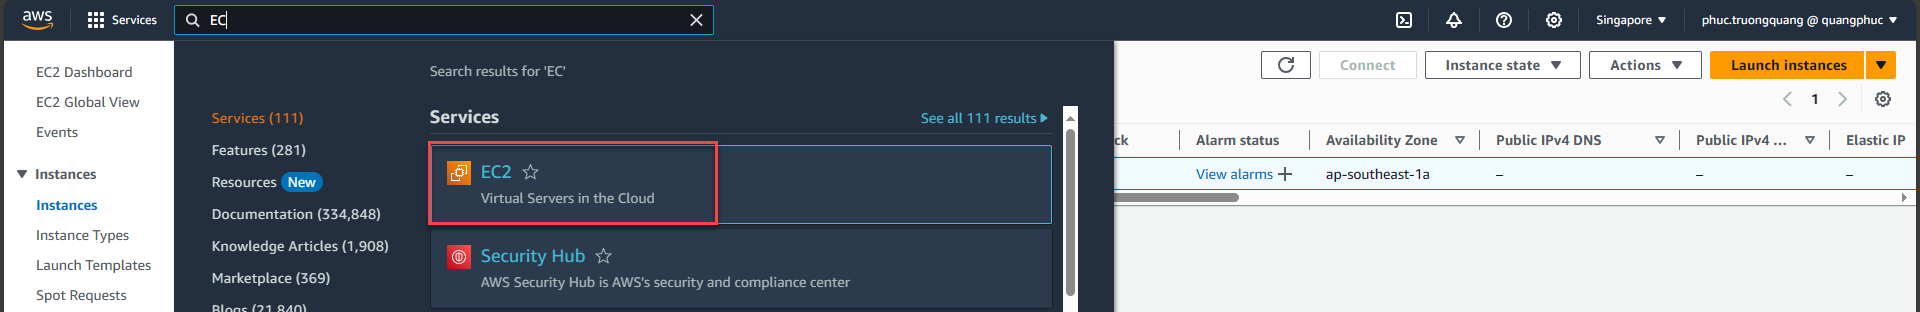 aws
Services
EC
Singapore
phuc.truongquang @ quangphuc
EC2 Dashboard
EC2 Global View
Events
Instances
Instances
Instance Types
Launch Templates
Spot Requests
Search results for 'EC'
Services (111)
Features (281)
Resources New
Documentation (334,848)
Knowledge Articles (1,908)
Marketplace (369)
Blogs (21,840)
Services
See all 111 results
EC2
Virtual Servers in the Cloud
Security Hub
AWS Security Hub is AWS's security and compliance center
Connect
Instance state
Actions
Launch instances
1
ck
Alarm status
Availability Zone
Public IPv4 DNS
Public IPv4 ...
Elastic IP
View alarms +
ap-southeast-1a
–
–
–